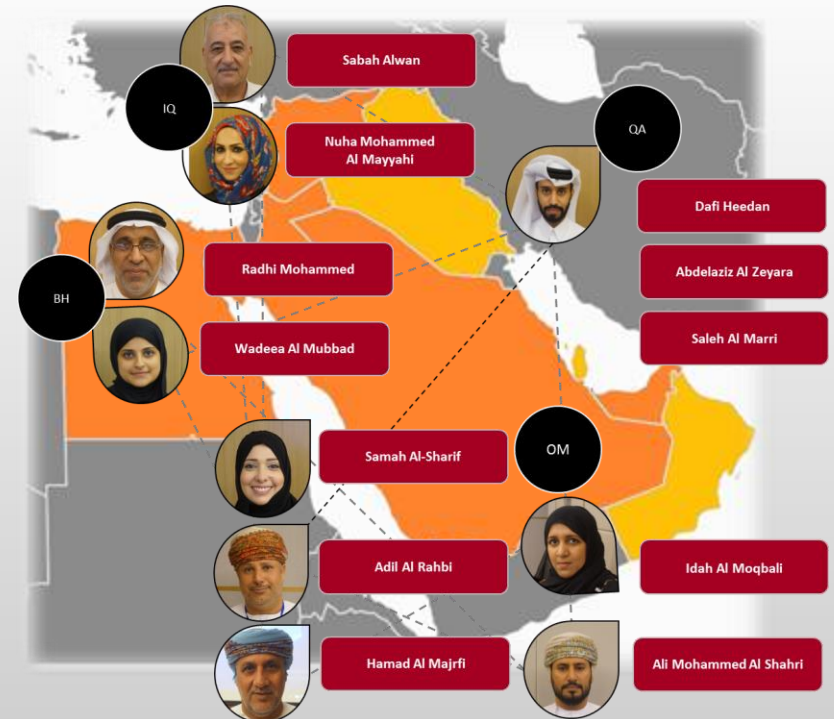 Sabah Alwan
IQ
QA
Nuha Mohammed
Al Mayyahi
Dafi Heedan
Radhi Mohammed
Abdelaziz Al Zeyara
BH
Wadeea Al Mubbad
Saleh Al Marri
Samah Al-Sharif
OM
Adil Al Rahbi
Idah Al Moqbali
Hamad Al Majrfi
Ali Mohammed Al Shahri